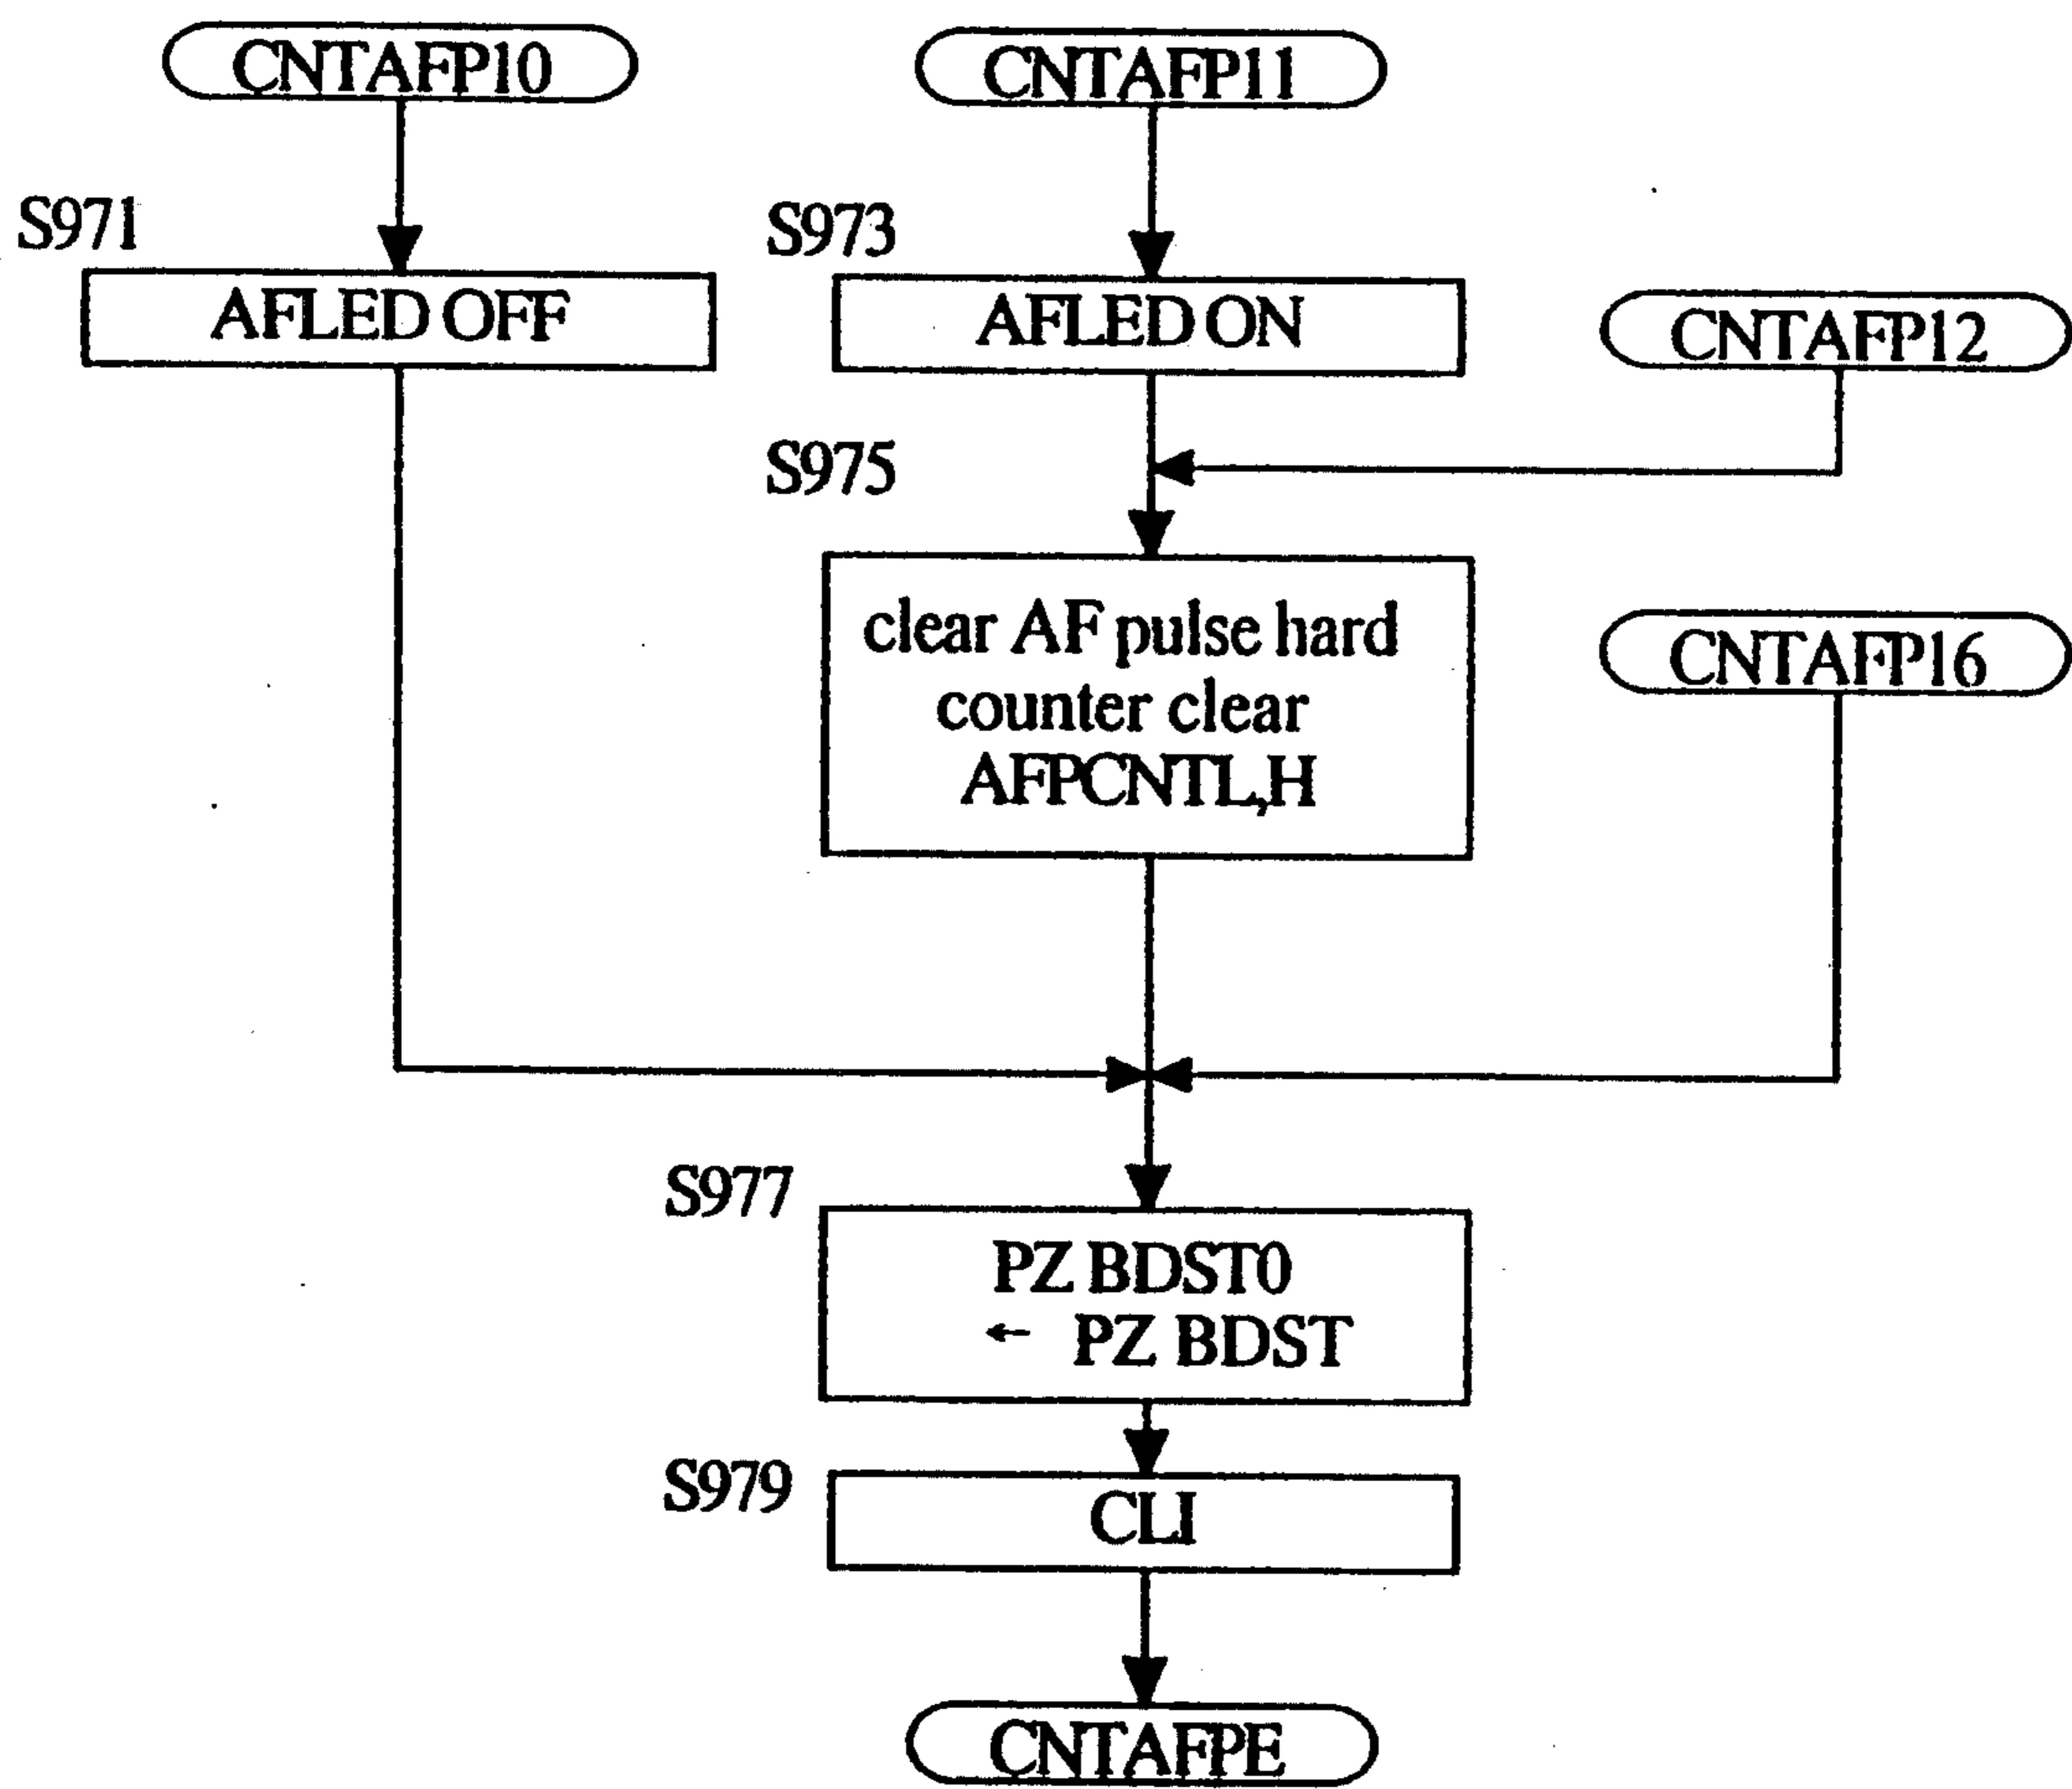 CNTAFP10
CNTAFP11
S971
S973
AFLED OFF
AFLED ON
CNTAFP12
S975
clear AF pulse hard
counter clear
AFPCNTL,H
CNTAFP16
S977
PZ BDST0
← PZ BDST
S979
CLI
CNTAFPE